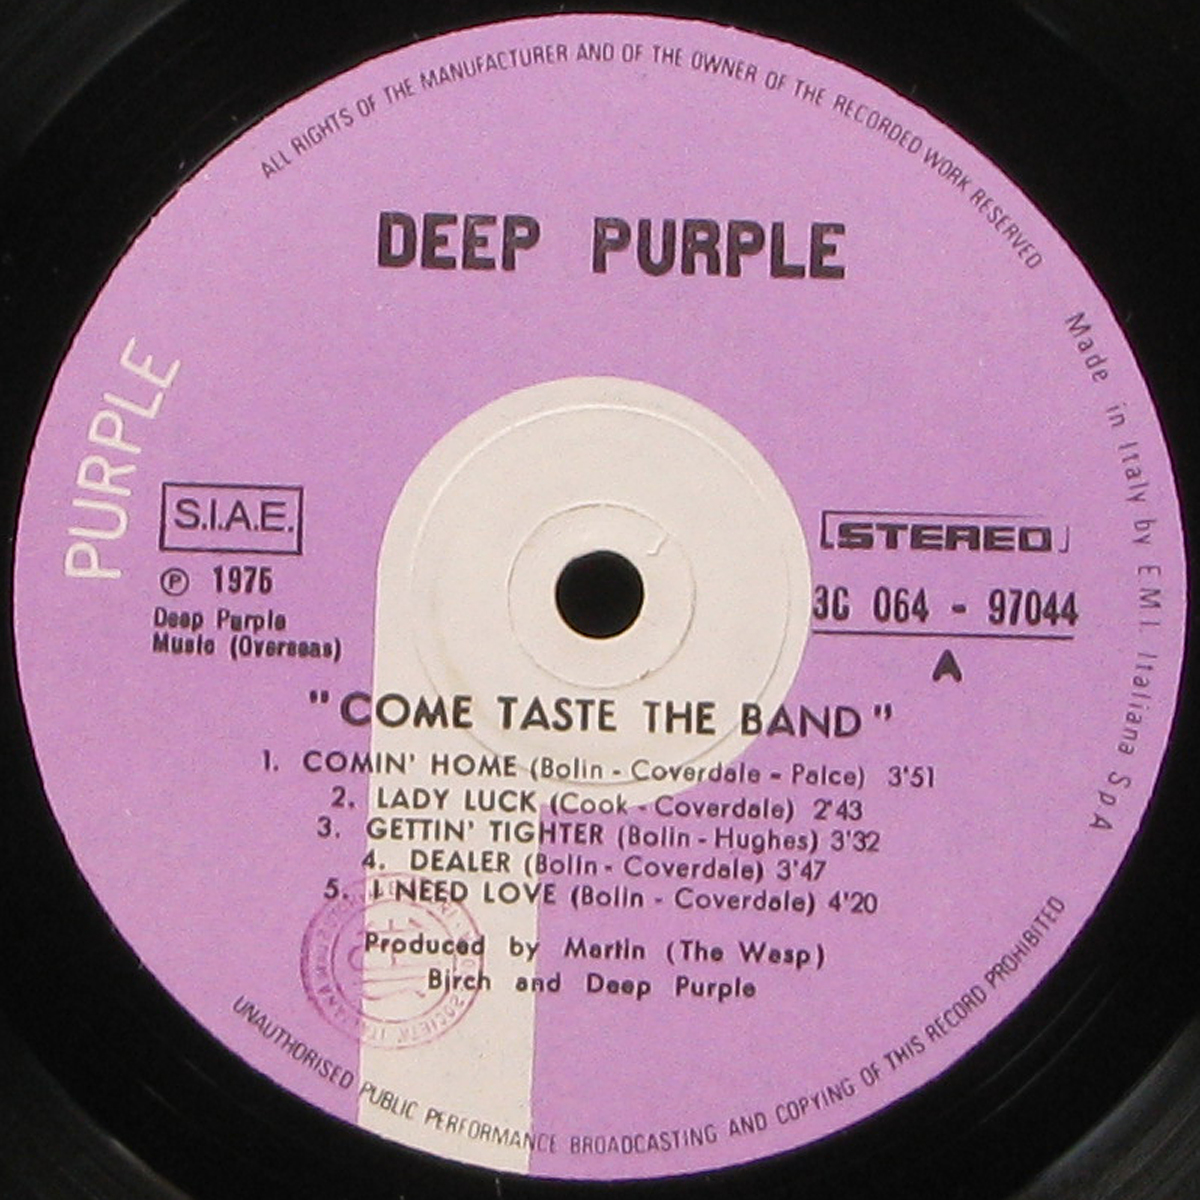 ALL RIGHTS OF THE MANUFACTURER AND OF THE OWNER OF THE RECORDED WORK RESERVED
DEEP PURPLE
Made in Italy by E.M.I. Italiana S p A
PURPLE
S.I.A.E.
Ⓟ 1975
Deep Purple
Music (Overseas)
STEREO
3C 064 - 97044
A
"COME TASTE THE BAND"
1. COMIN' HOME (Bolin - Coverdale - Paice) 3'51
2. LADY LUCK (Cook - Coverdale) 2'43
3. GETTIN' TIGHTER (Bolin - Hughes) 3'32
4. DEALER (Bolin - Coverdale) 3'47
5. I NEED LOVE (Bolin - Coverdale) 4'20
Produced by Martin (The Wasp)
Birch and Deep Purple
UNAUTHORISED PUBLIC PERFORMANCE BROADCASTING AND COPYING OF THIS RECORD PROHIBITED
SOCIETA' ITALIANA